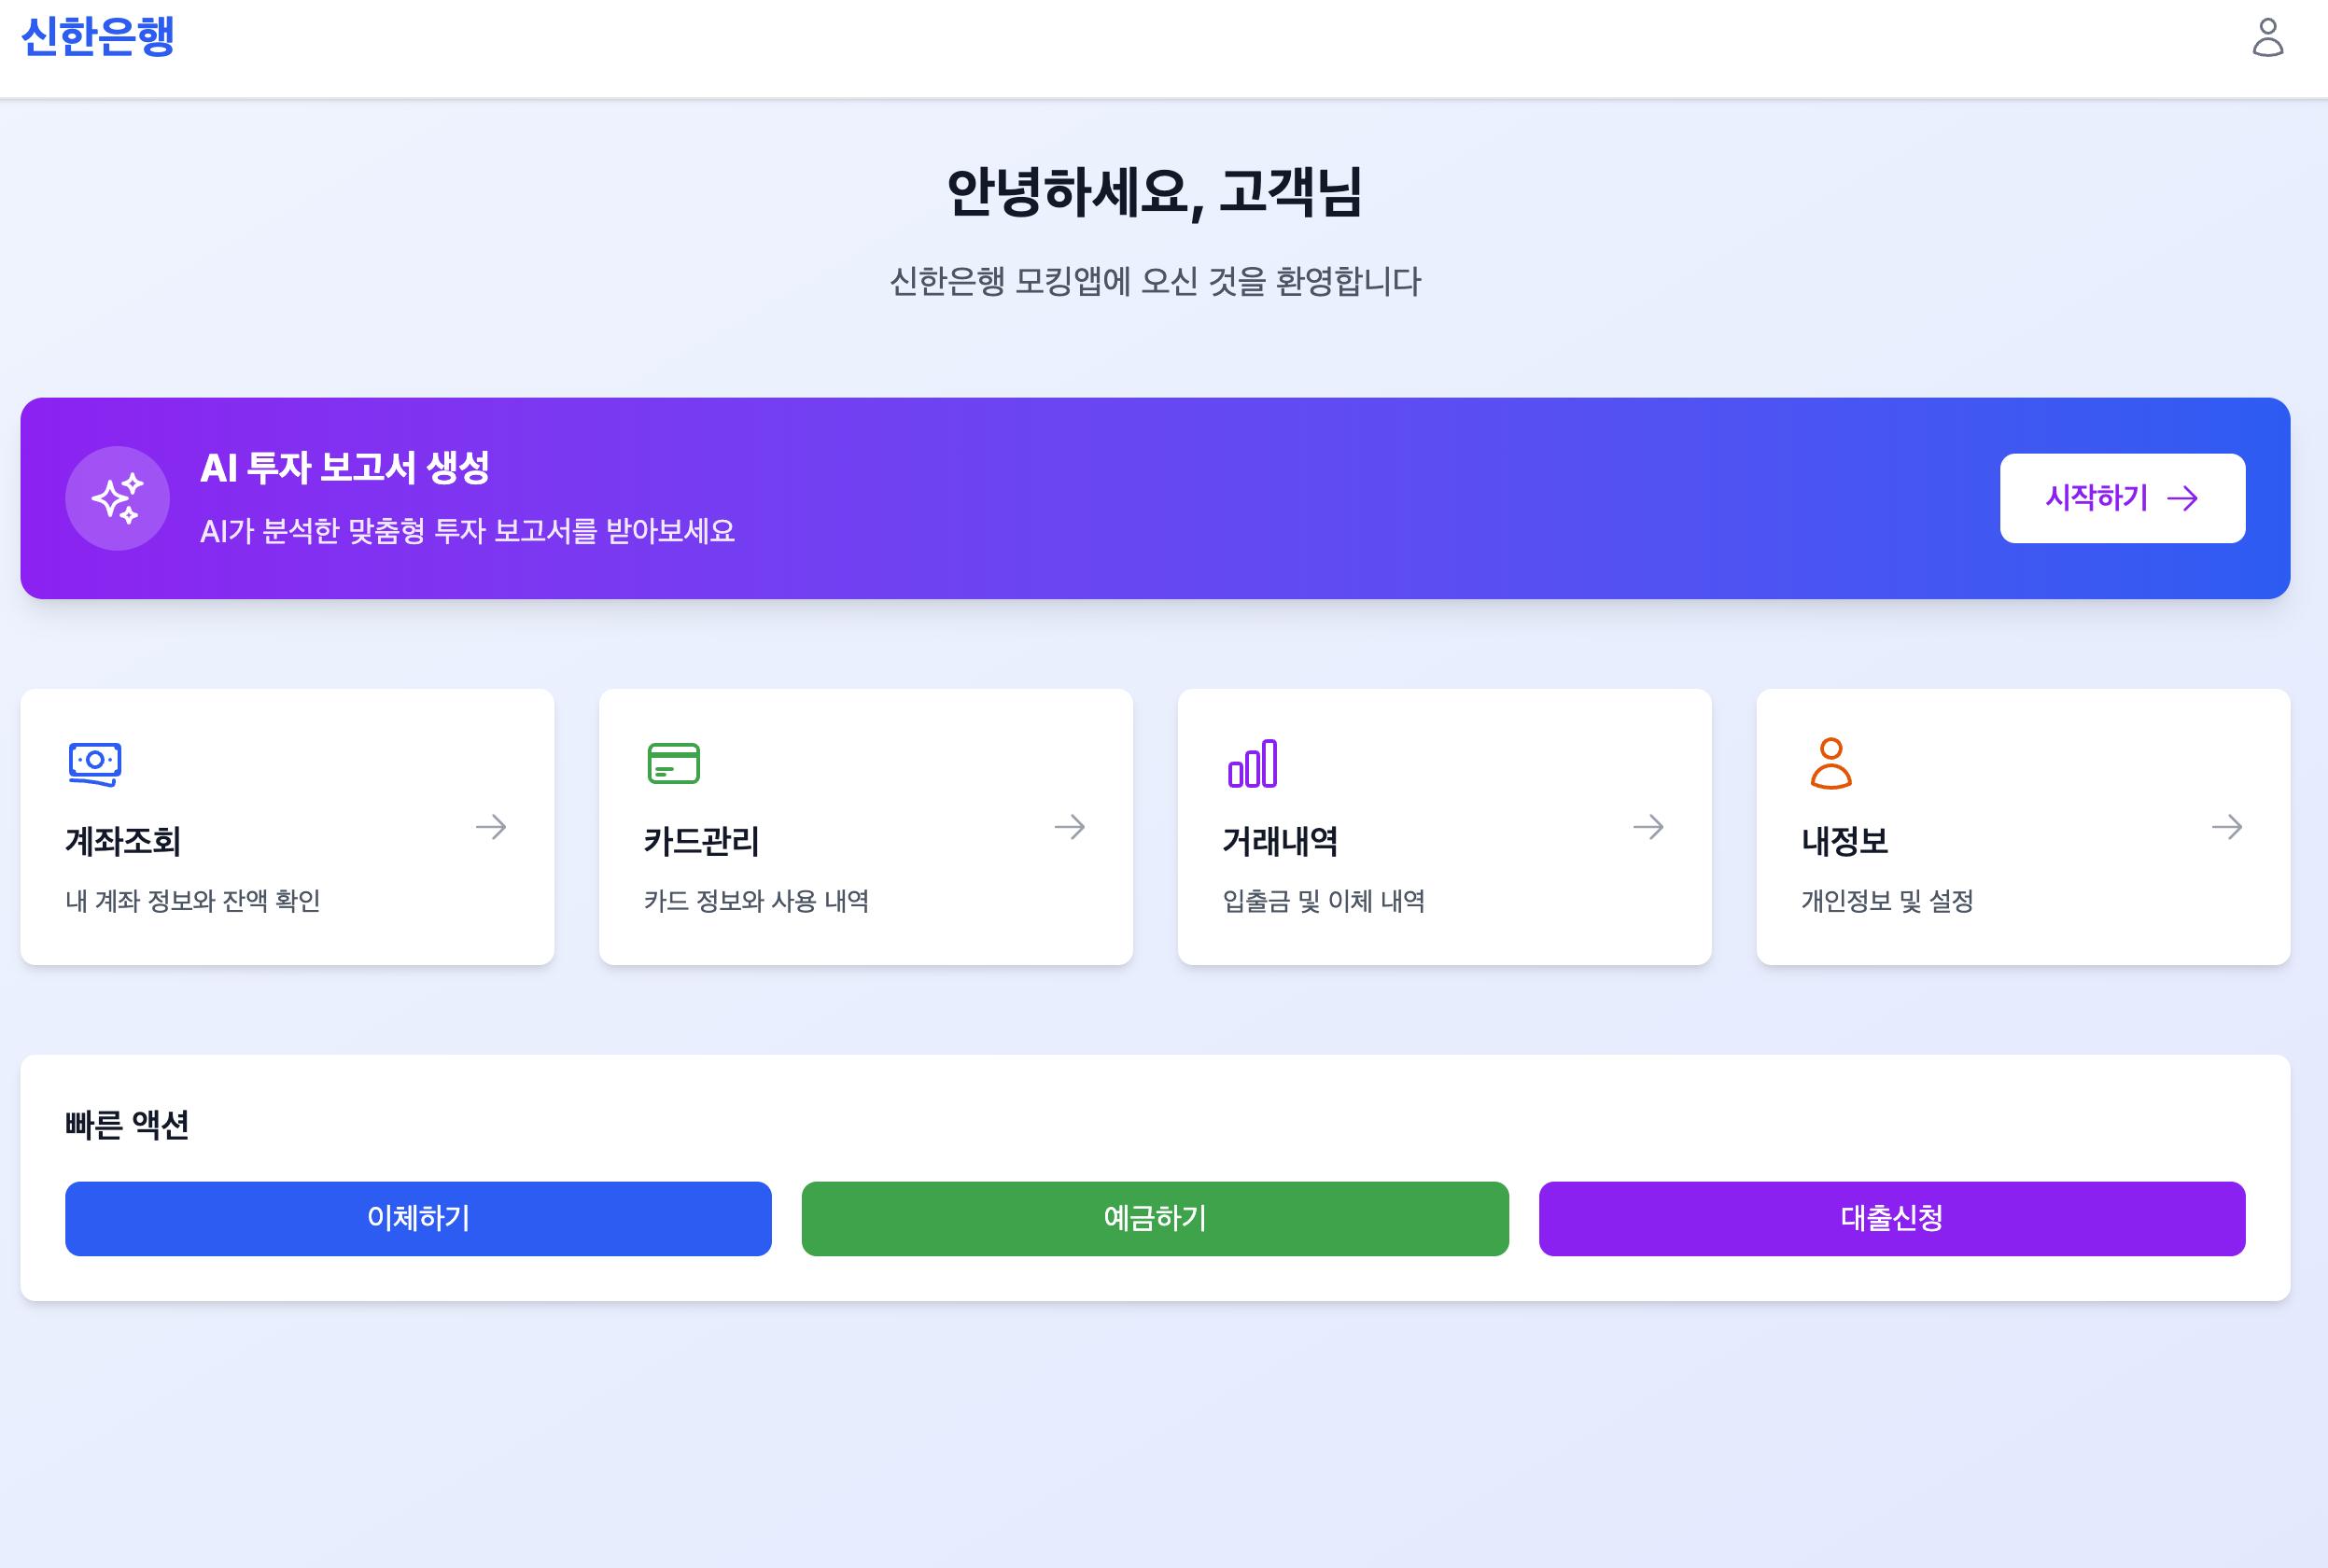 신한은행
안녕하세요, 고객님
신한은행 모킹앱에 오신 것을 환영합니다
AI 투자 보고서 생성
AI가 분석한 맞춤형 투자 보고서를 받아보세요
시작하기
계좌조회
내 계좌 정보와 잔액 확인
카드관리
카드 정보와 사용 내역
거래내역
입출금 및 이체 내역
내정보
개인정보 및 설정
빠른 액션
이체하기
예금하기
대출신청